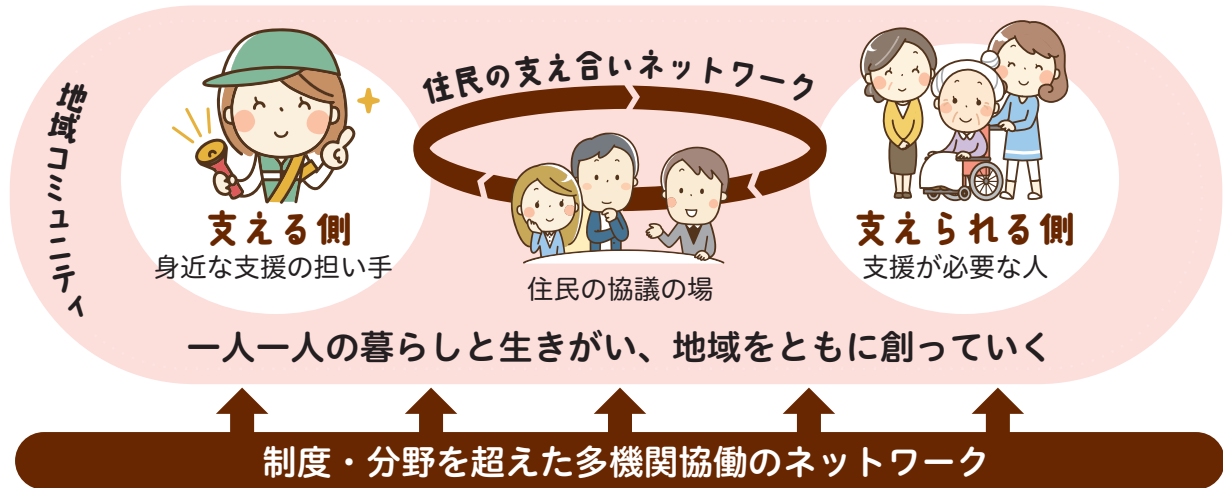 地域コミュニティ
住民の支え合いネットワーク
支える側
身近な支援の担い手
住民の協議の場
支えられる側
支援が必要な人
一人一人の暮らしと生きがい、地域をともに創っていく
制度・分野を超えた多機関協働のネットワーク